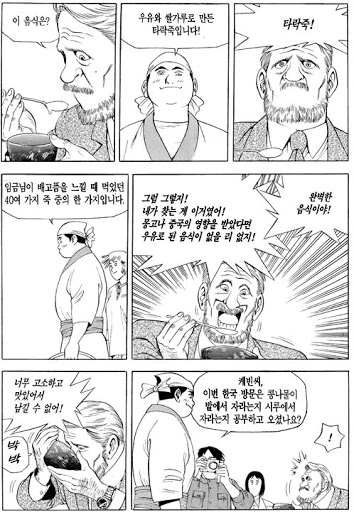 이 음식은?
우유와 쌀가루로 만든
타락죽입니다!
타락죽!
임금님이 배고픔을 느낄 때 먹었던
40여 가지 죽 중의 한 가지입니다.
그럼 그렇지!
내가 찾는 게 이거였어!
몽고나 중국의 영향을 받았다면
우유로 된 음식이 없을 리 없지!
완벽한
음식이야!
너무 고소하고
맛있어서
남길 수 없어!
박
박
캐빈씨,
이번 한국 방문은 콩나물이
밭에서 자라는지 시루에서
자라는지 공부하고 오셨나요?
!